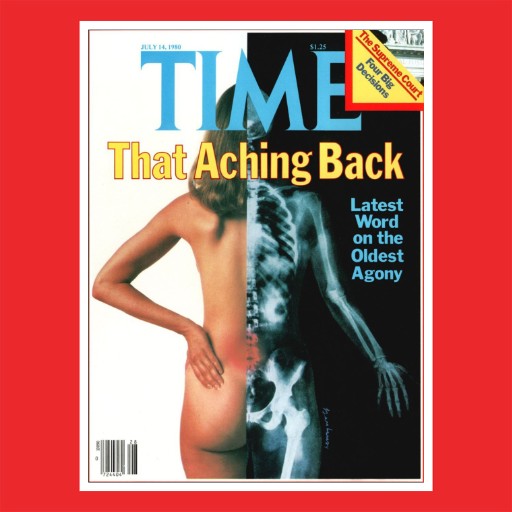 JULY 14, 1980
$1.25
TIME
The Supreme Court
Four Big
Decisions
That Aching Back
Latest
Word
on the
Oldest
Agony